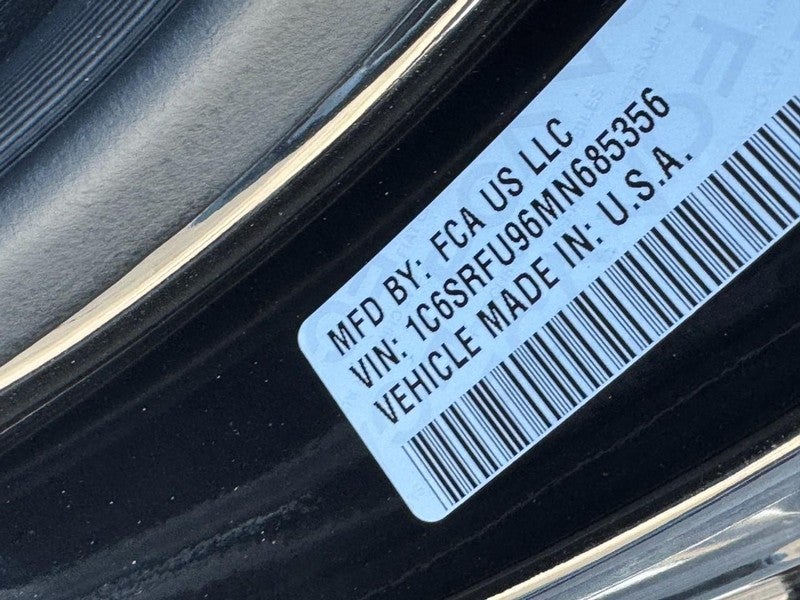 MFD BY: FCA US LLC
VIN: 1C6SRFU96MN685356
VEHICLE MADE IN: U.S.A.